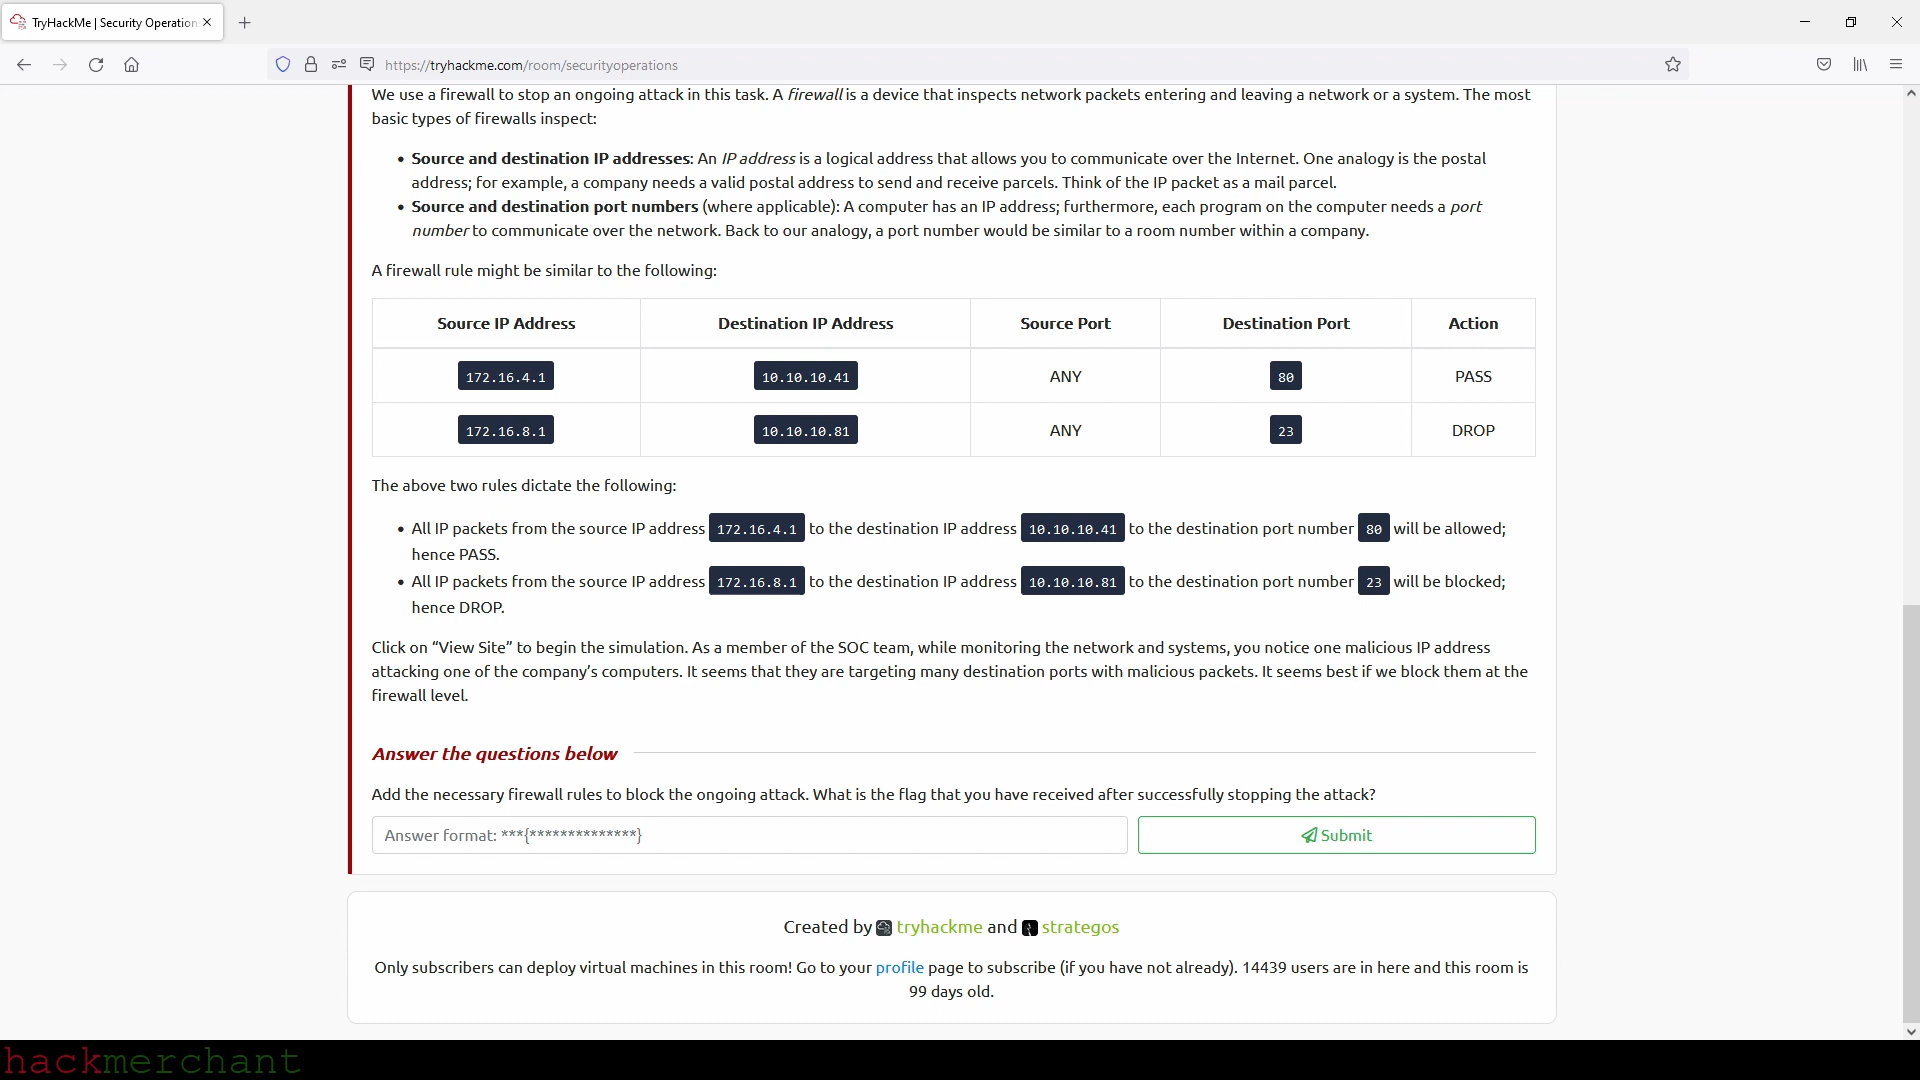 TryHackMe | Security Operation
https://tryhackme.com/room/securityoperations
We use a firewall to stop an ongoing attack in this task. A firewall is a device that inspects network packets entering and leaving a network or a system. The most
basic types of firewalls inspect:
• Source and destination IP addresses: An IP address is a logical address that allows you to communicate over the Internet. One analogy is the postal
address; for example, a company needs a valid postal address to send and receive parcels. Think of the IP packet as a mail parcel.
• Source and destination port numbers (where applicable): A computer has an IP address; furthermore, each program on the computer needs a port
number to communicate over the network. Back to our analogy, a port number would be similar to a room number within a company.
A firewall rule might be similar to the following:
Source IP Address Destination IP Address Source Port Destination Port Action
172.16.4.1 10.10.10.41 ANY 80 PASS
172.16.8.1 10.10.10.81 ANY 23 DROP
The above two rules dictate the following:
• All IP packets from the source IP address 172.16.4.1 to the destination IP address 10.10.10.41 to the destination port number 80 will be allowed;
hence PASS.
• All IP packets from the source IP address 172.16.8.1 to the destination IP address 10.10.10.81 to the destination port number 23 will be blocked;
hence DROP.
Click on “View Site” to begin the simulation. As a member of the SOC team, while monitoring the network and systems, you notice one malicious IP address
attacking one of the company’s computers. It seems that they are targeting many destination ports with malicious packets. It seems best if we block them at the
firewall level.
Answer the questions below
Add the necessary firewall rules to block the ongoing attack. What is the flag that you have received after successfully stopping the attack?
Answer format: ***{**************}
Submit
Created by tryhackme and strategos
Only subscribers can deploy virtual machines in this room! Go to your profile page to subscribe (if you have not already). 14439 users are in here and this room is
99 days old.
hackmerchant